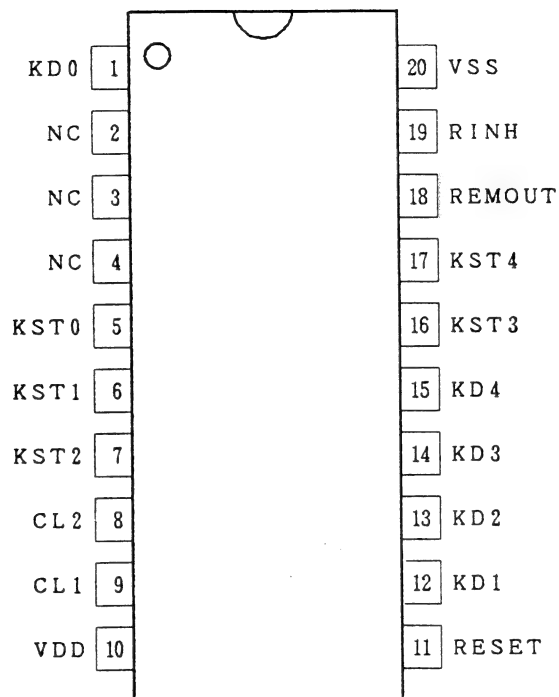 KD0 1 20 VSS
NC 2 19 RINH
NC 3 18 REMOUT
NC 4 17 KST4
KST0 5 16 KST3
KST1 6 15 KD4
KST2 7 14 KD3
CL2 8 13 KD2
CL1 9 12 KD1
VDD 10 11 RESET